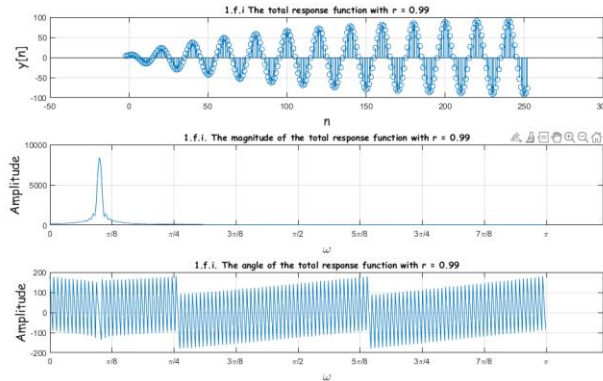 1.f.i The total response function with r = 0.99
y[n]
100
50
0
-50
-100
-50 0 50 100 150 200 250 300
n
1.f.i. The magnitude of the total response function with r = 0.99
Amplitude
10000
5000
0
0 π/8 π/4 3π/8 π/2 5π/8 3π/4 7π/8 π
ω
1.f.i. The angle of the total response function with r = 0.99
Amplitude
200
100
0
-100
-200
0 π/8 π/4 3π/8 π/2 5π/8 3π/4 7π/8 π
ω